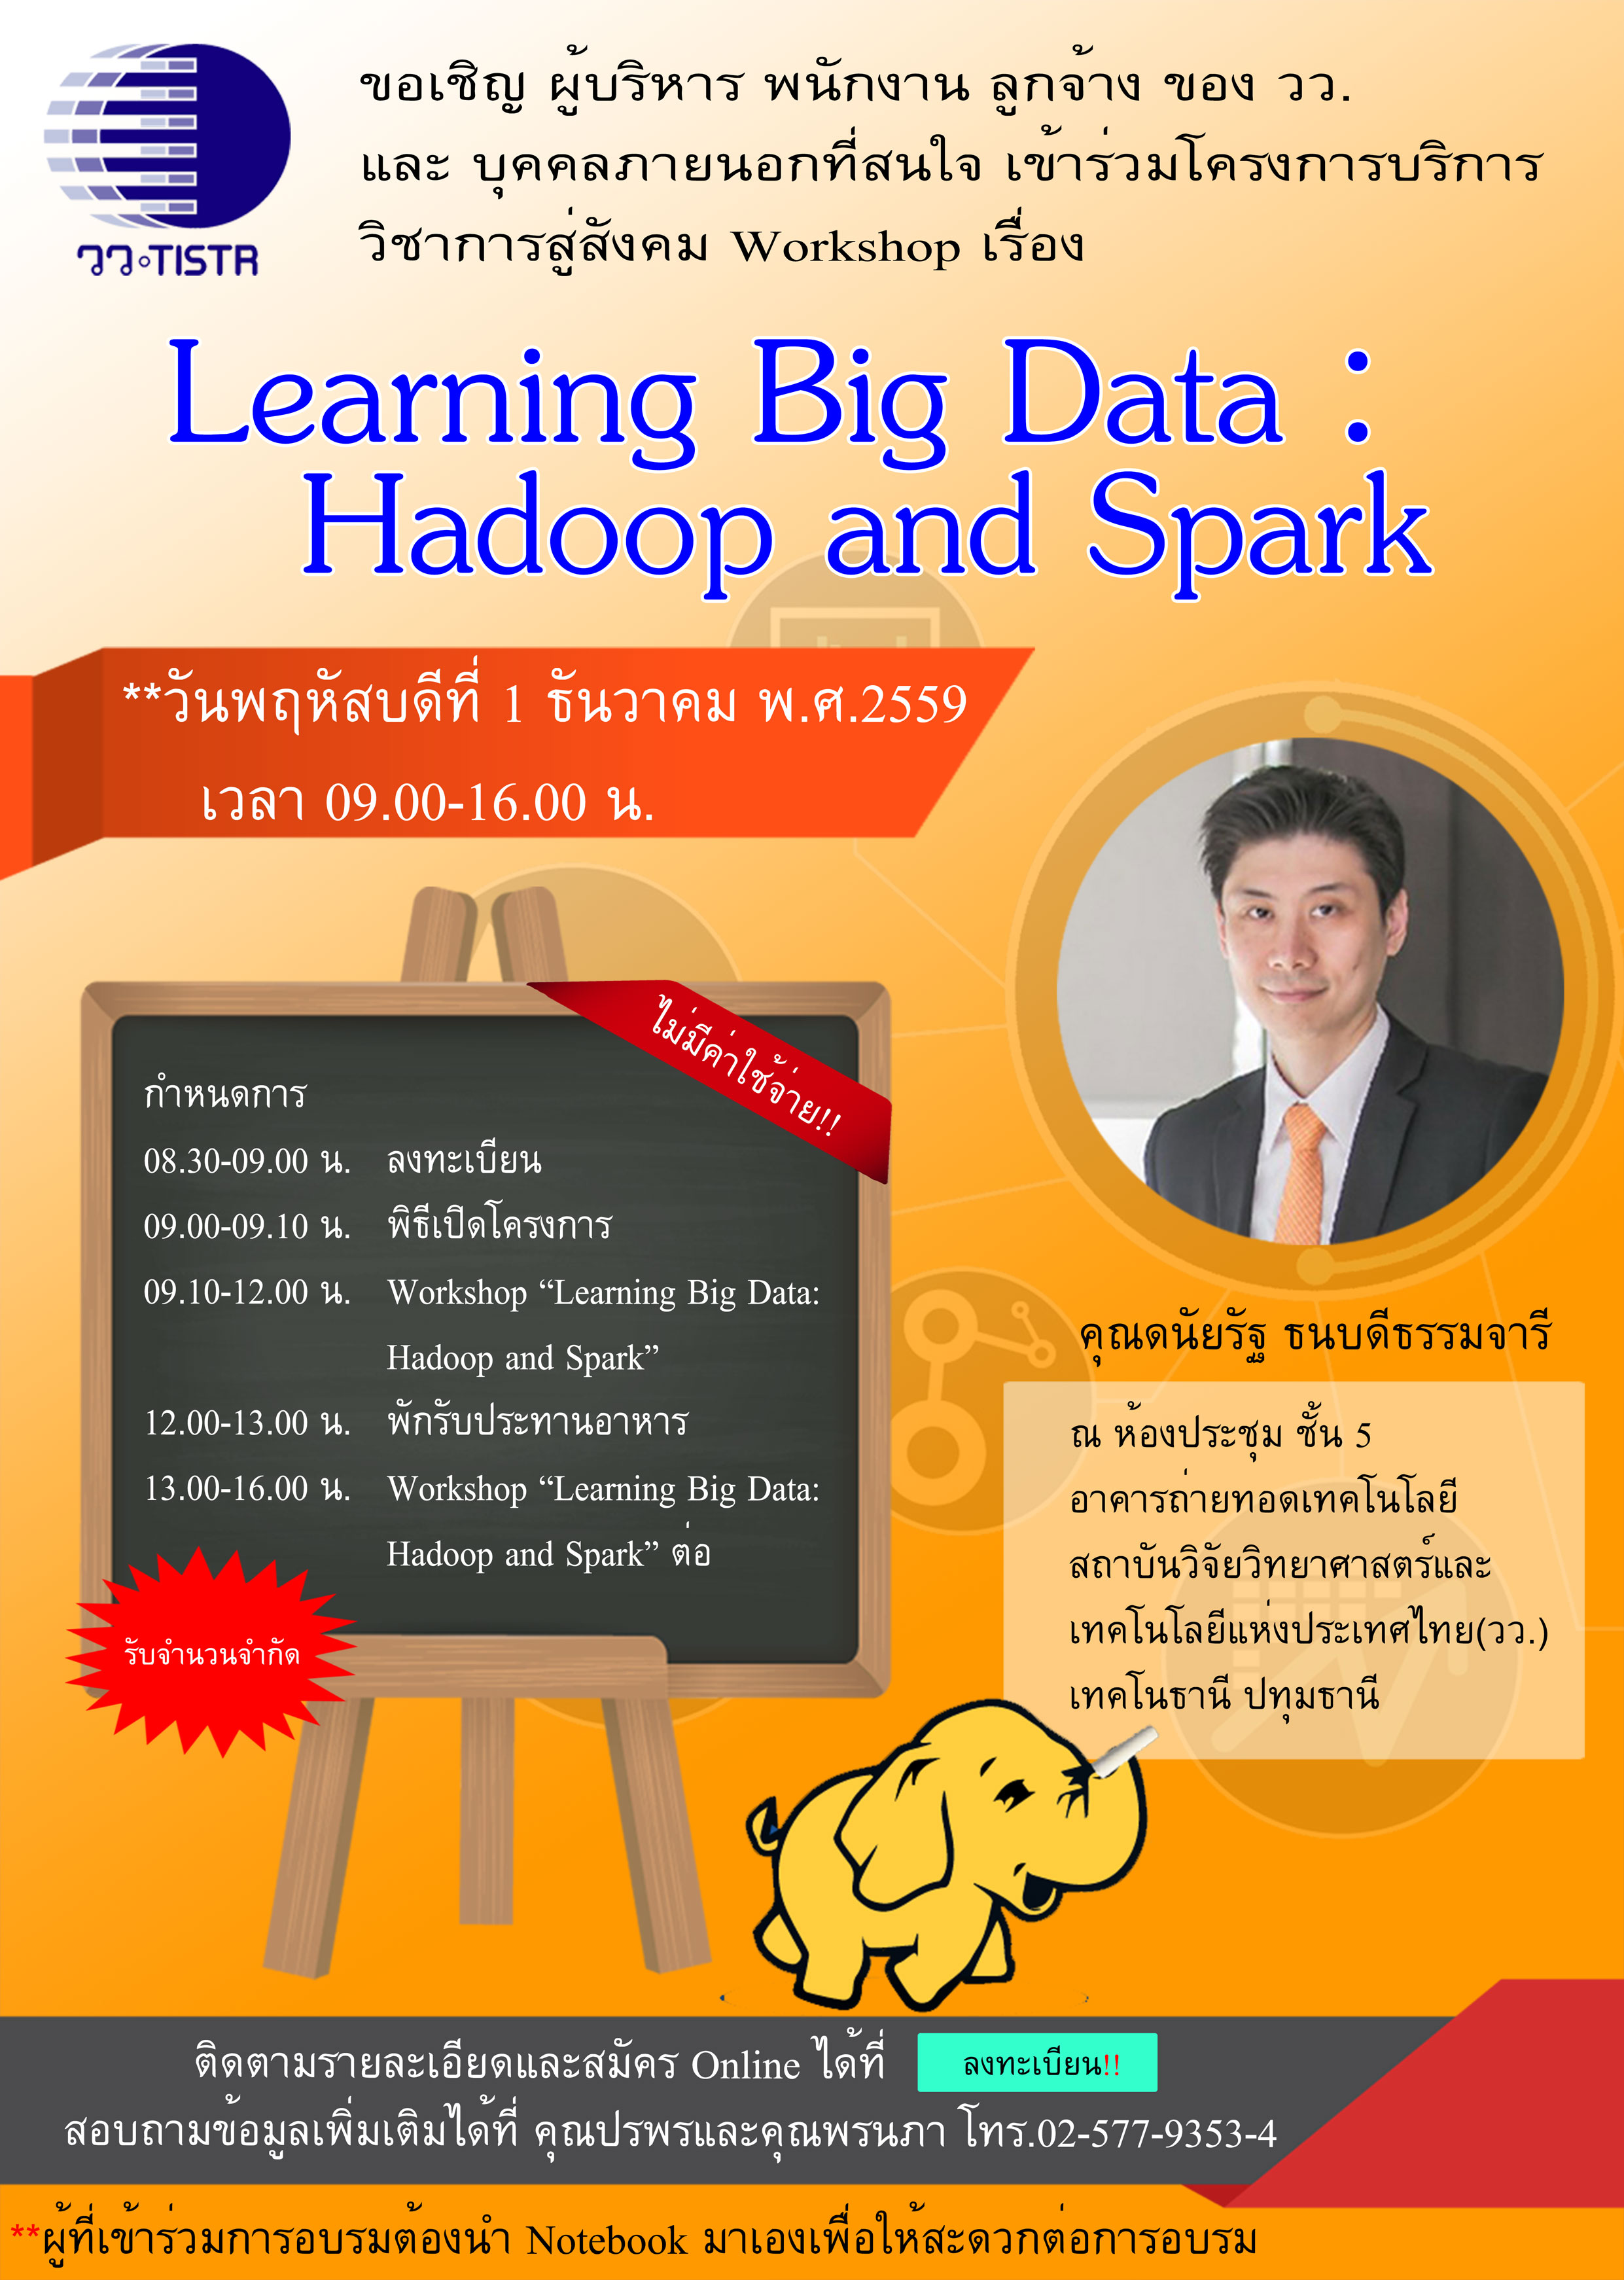 วว.TISTR
ขอเชิญ ผู้บริหาร พนักงาน ลูกจ้าง ของ วว.
และ บุคคลภายนอกที่สนใจ เข้าร่วมโครงการบริการ
วิชาการสู่สังคม Workshop เรื่อง
Learning Big Data :
Hadoop and Spark
**วันพฤหัสบดีที่ 1 ธันวาคม พ.ศ.2559
เวลา 09.00-16.00 น.
ไม่มีค่าใช้จ่าย!!
กำหนดการ
08.30-09.00 น. ลงทะเบียน
09.00-09.10 น. พิธีเปิดโครงการ
09.10-12.00 น. Workshop “Learning Big Data:
Hadoop and Spark”
12.00-13.00 น. พักรับประทานอาหาร
13.00-16.00 น. Workshop “Learning Big Data:
Hadoop and Spark” ต่อ
รับจำนวนจำกัด
คุณดนัยรัฐ ธนบดีธรรมจารี
ณ ห้องประชุม ชั้น 5
อาคารถ่ายทอดเทคโนโลยี
สถาบันวิจัยวิทยาศาสตร์และ
เทคโนโลยีแห่งประเทศไทย(วว.)
เทคโนธานี ปทุมธานี
ติดตามรายละเอียดและสมัคร Online ได้ที่ ลงทะเบียน!!
สอบถามข้อมูลเพิ่มเติมได้ที่ คุณปรพรและคุณพรนภา โทร.02-577-9353-4
**ผู้ที่เข้าร่วมการอบรมต้องนำ Notebook มาเองเพื่อให้สะดวกต่อการอบรม